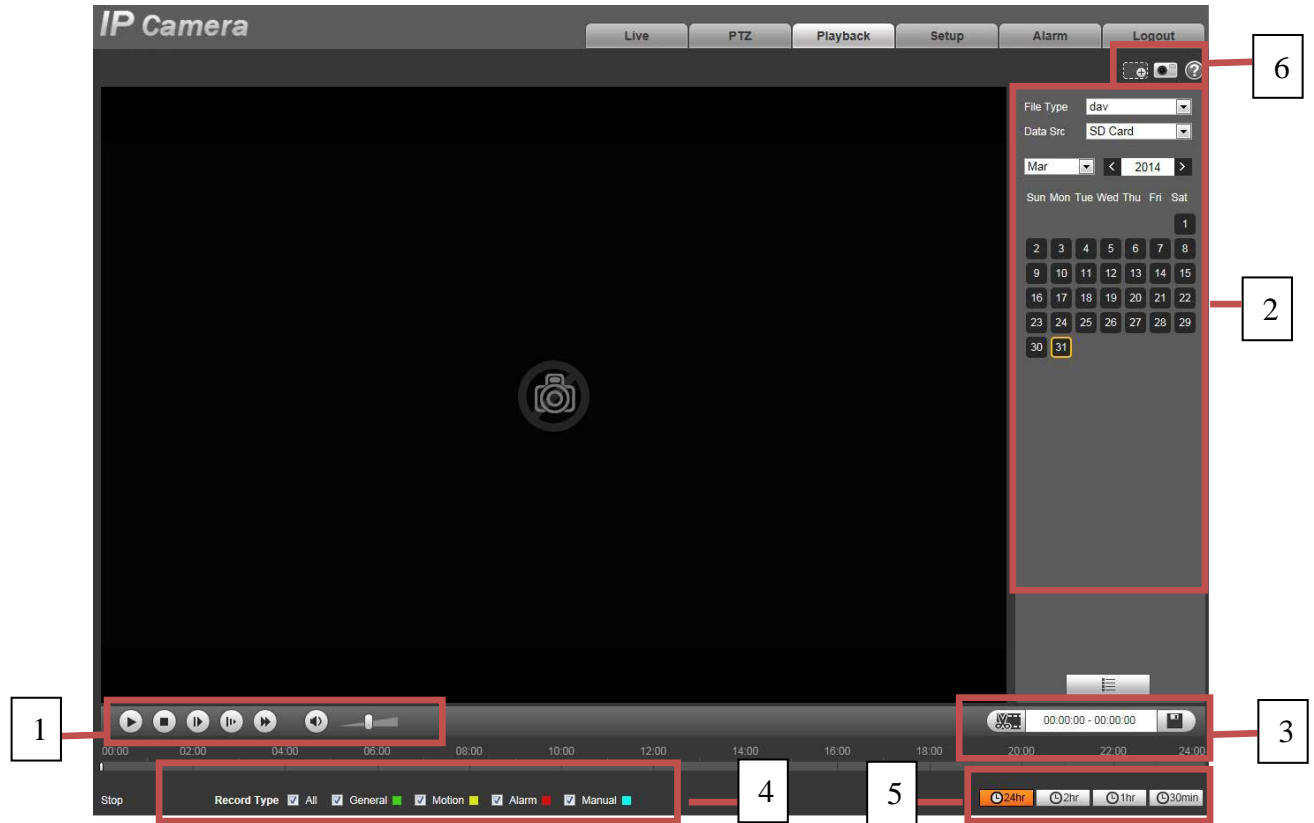 IP Camera
Live PTZ Playback Setup Alarm Logout
6
File Type dav
Data Src SD Card
Mar 2014
Sun Mon Tue Wed Thu Fri Sat
1
2 3 4 5 6 7 8
9 10 11 12 13 14 15
16 17 18 19 20 21 22
23 24 25 26 27 28 29
30 31
2
1
00:00:00 - 00:00:00
3
00:00 02:00 04:00 06:00 08:00 10:00 12:00 14:00 16:00 18:00 20:00 22:00 24:00
Stop Record Type All General Motion Alarm Manual
4
5
24hr 2hr 1hr 30min